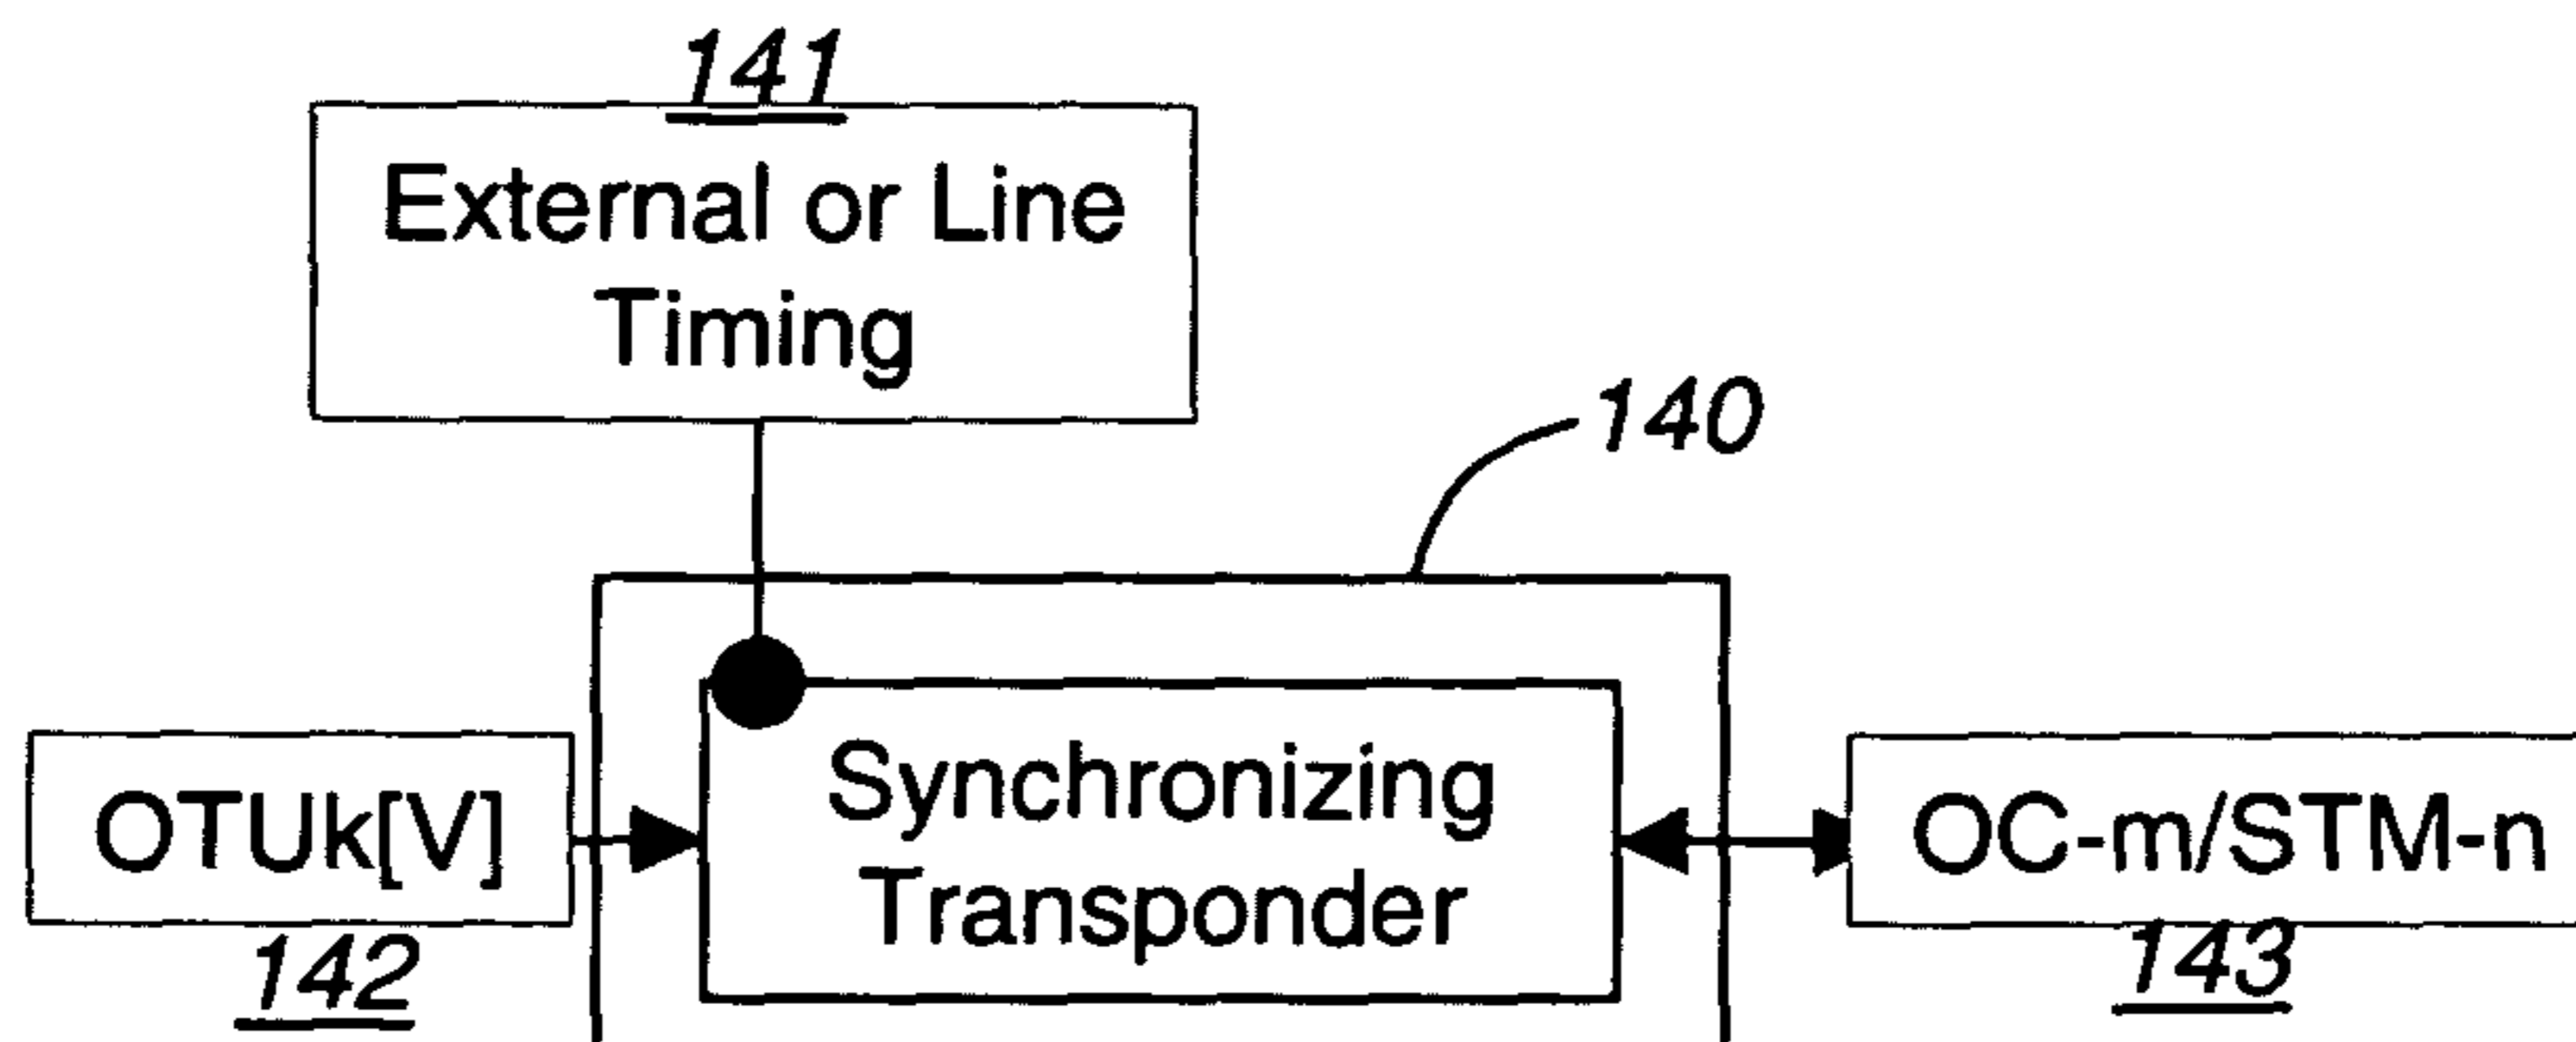 141
External or Line
Timing
140
Synchronizing
Transponder
OTUk[V]
142
OC-m/STM-n
143